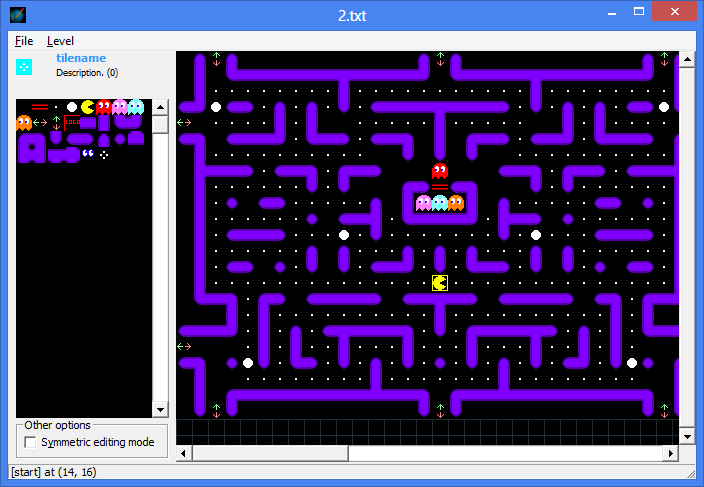 2.txt
File Level
tilename
Description. (0)
Other options
Symmetric editing mode
[start] at (14, 16)